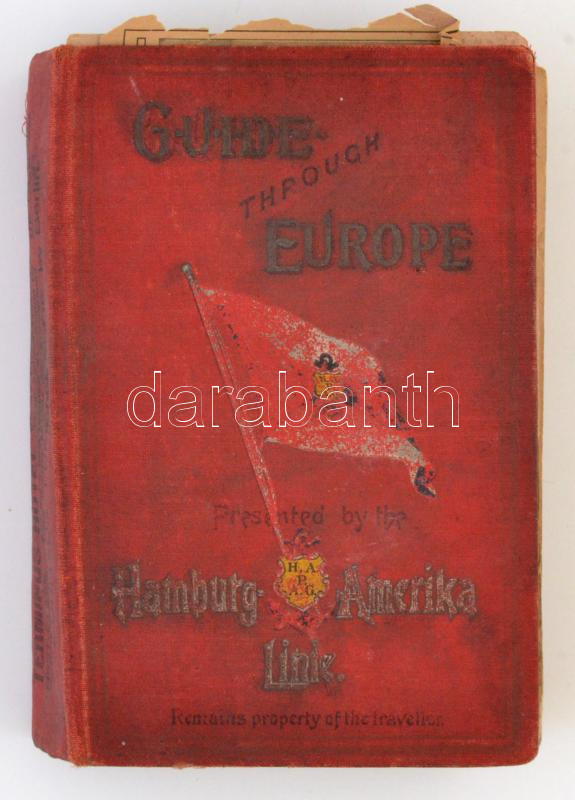 GUIDE
THROUGH
EUROPE
darabanth
Presented by the
H. A.
P.
A. G.
Hamburg-Amerika
Linie.
Remains property of the traveller.